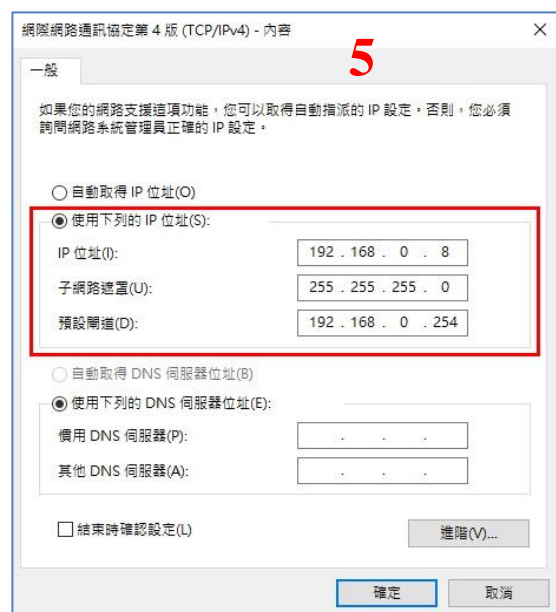 網際網路通訊協定第 4 版 (TCP/IPv4) - 內容
5
一般
如果您的網路支援這項功能，您可以取得自動指派的 IP 設定。否則，您必須
詢問網路系統管理員正確的 IP 設定。
自動取得 IP 位址(O)
使用下列的 IP 位址(S):
IP 位址(I): 192 . 168 . 0 . 8
子網路遮罩(U): 255 . 255 . 255 . 0
預設閘道(D): 192 . 168 . 0 . 254
自動取得 DNS 伺服器位址(B)
使用下列的 DNS 伺服器位址(E):
慣用 DNS 伺服器(P): . . .
其他 DNS 伺服器(A): . . .
結束時確認設定(L)
進階(V)...
確定 取消